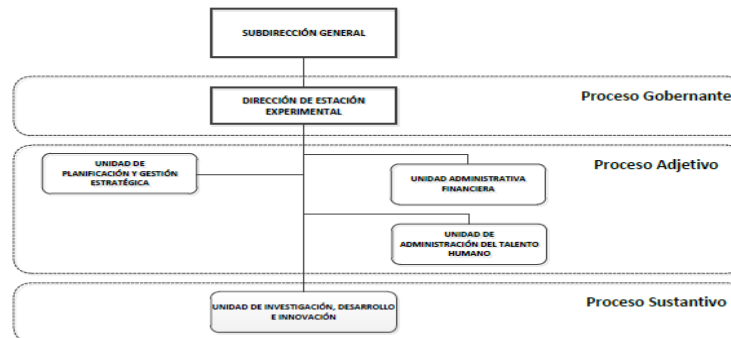 SUBDIRECCIÓN GENERAL
Proceso Gobernante
DIRECCIÓN DE ESTACIÓN
EXPERIMENTAL
Proceso Adjetivo
UNIDAD DE
PLANIFICACIÓN Y GESTIÓN
ESTRATÉGICA
UNIDAD ADMINISTRATIVA
FINANCIERA
UNIDAD DE
ADMINISTRACIÓN DEL TALENTO
HUMANO
Proceso Sustantivo
UNIDAD DE INVESTIGACIÓN, DESARROLLO
E INNOVACIÓN